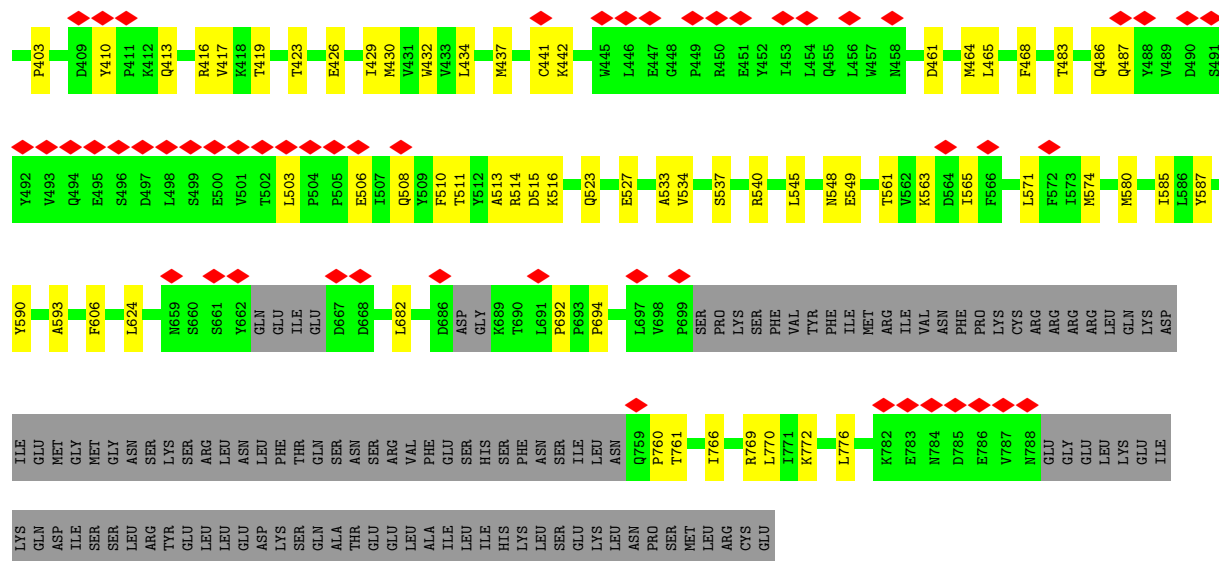 P403 D409 Y410 P411 K412 Q413 R416 V417 K418 T419 T423 E426 I429 M430 V431 W432 V433 L434 M437 C441 K442 W445 L446 E447 G448 P449 R450 E451 Y452 I453 L454 Q455 L456 W457 N458 D461 M464 L465 F468 T483 Q486 Q487 Y488 V489 D490 S491
Y492 V493 Q494 E495 S496 D497 L498 S499 E500 V501 T502 L503 P504 P505 E506 I507 Q508 Y509 F510 T511 Y512 A513 R514 D515 K516 Q523 E527 A533 V534 S537 R540 L545 N548 E549 T561 V562 K563 D564 I565 F566 L571 F572 I573 M574 M580 I585 L586 Y587
Y590 A593 F606 L624 N659 S660 S661 Y662 GLN GLU ILE GLU D667 D668 L682 D686 ASP GLY K689 T690 L691 P692 P693 P694 L697 V698 P699 SER PRO LYS SER PHE VAL TYR PHE ILE MET ARG ILE VAL ASN PHE PRO LYS CYS ARG ARG ARG ARG LEU GLN LYS ASP
ILE GLU MET GLY MET GLY ASN SER LYS SER ARG LEU ASN LEU PHE THR GLN SER ASN SER ARG VAL PHE GLU SER HIS SER PHE ASN SER ILE LEU ASN Q759 P760 T761 I766 R769 L770 I771 K772 L776 K782 E783 N784 D785 E786 V787 N788 GLU GLY GLU LEU LYS GLU ILE
LYS GLN ASP ILE SER SER LEU ARG TYR GLU LEU LEU GLU ASP LYS SER GLN ALA THR GLU GLU LEU ALA ILE LEU ILE HIS LYS LEU SER GLU LYS LEU ASN PRO SER MET LEU ARG CYS GLU